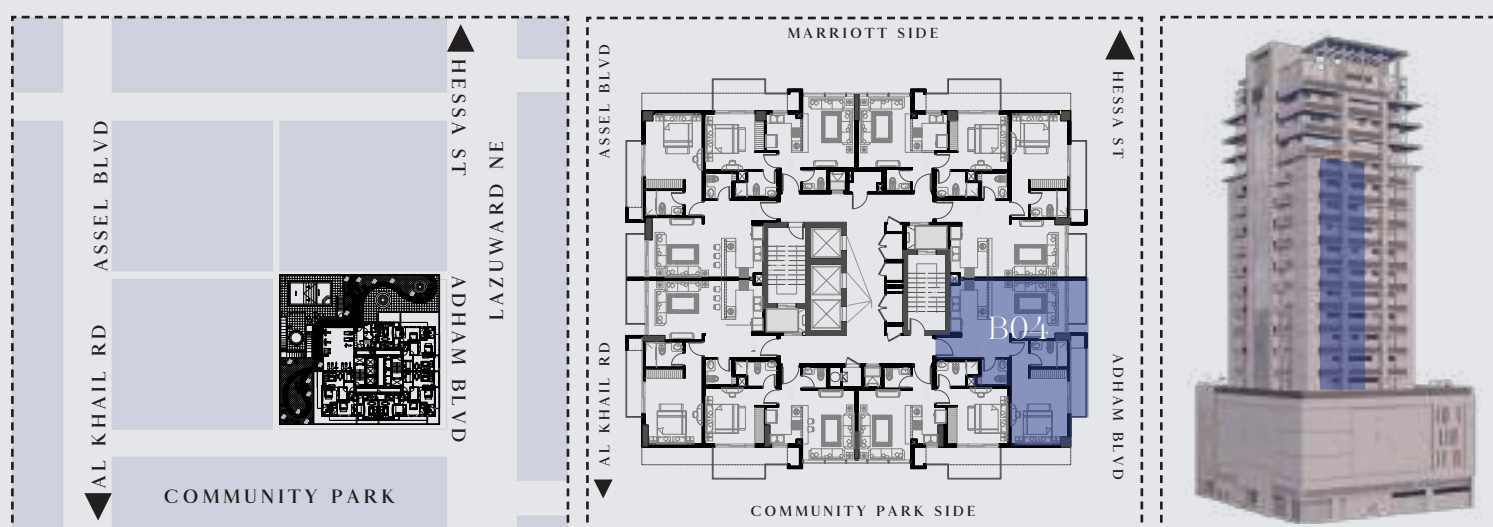 HESSA ST
LAZUWARD NE
ASSEL BLVD
ADHAM BLVD
AL KHAIL RD
COMMUNITY PARK
MARRIOTT SIDE
ASSEL BLVD
HESSA ST
B04
AL KHAIL RD
ADHAM BLVD
COMMUNITY PARK SIDE